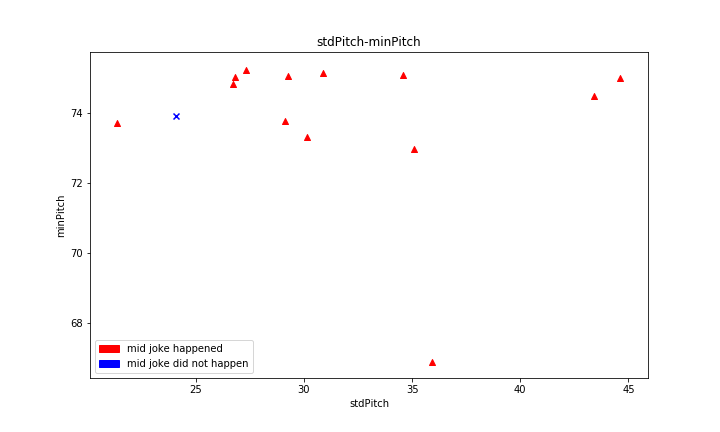 stdPitch-minPitch
74
72
70
68
minPitch
mid joke happened
mid joke did not happen
25 30 35 40 45
stdPitch